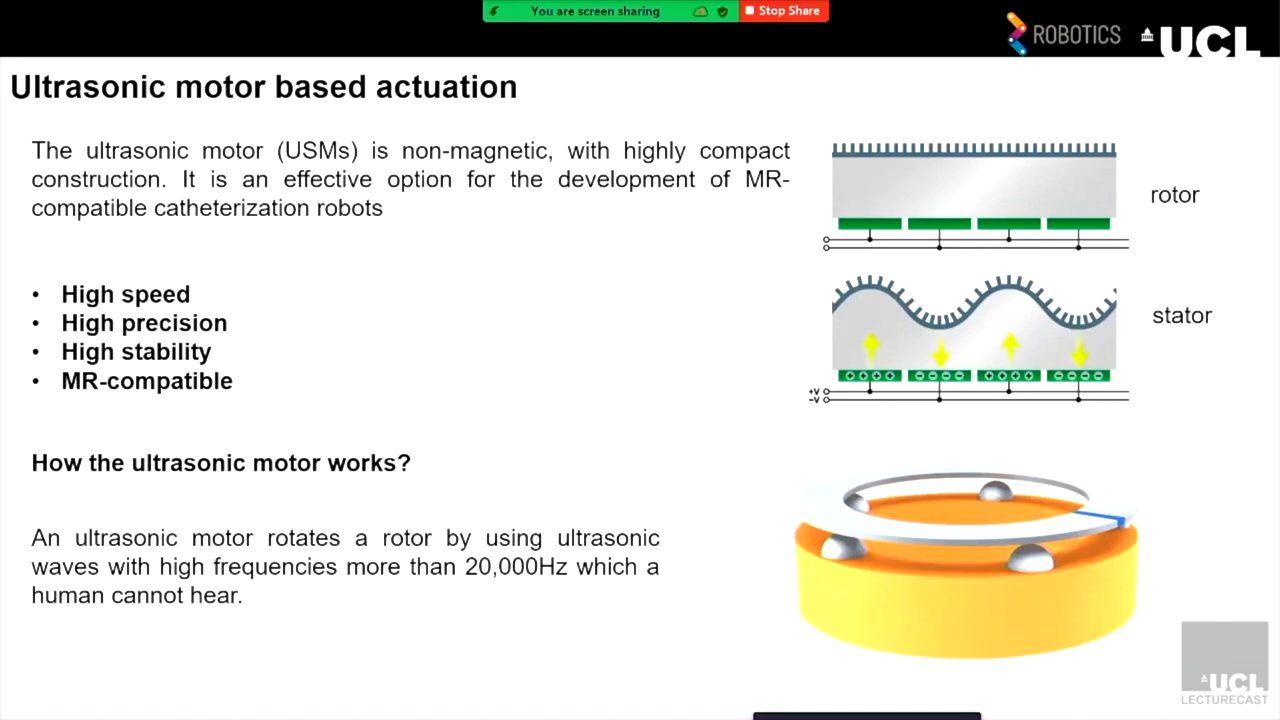 You are screen sharing
Stop Share
ROBOTICS
UCL
Ultrasonic motor based actuation
The ultrasonic motor (USMs) is non-magnetic, with highly compact
construction. It is an effective option for the development of MR-
compatible catheterization robots
rotor
• High speed
• High precision
• High stability
• MR-compatible
stator
+V
-V
How the ultrasonic motor works?
An ultrasonic motor rotates a rotor by using ultrasonic
waves with high frequencies more than 20,000Hz which a
human cannot hear.
UCL
LECTURECAST